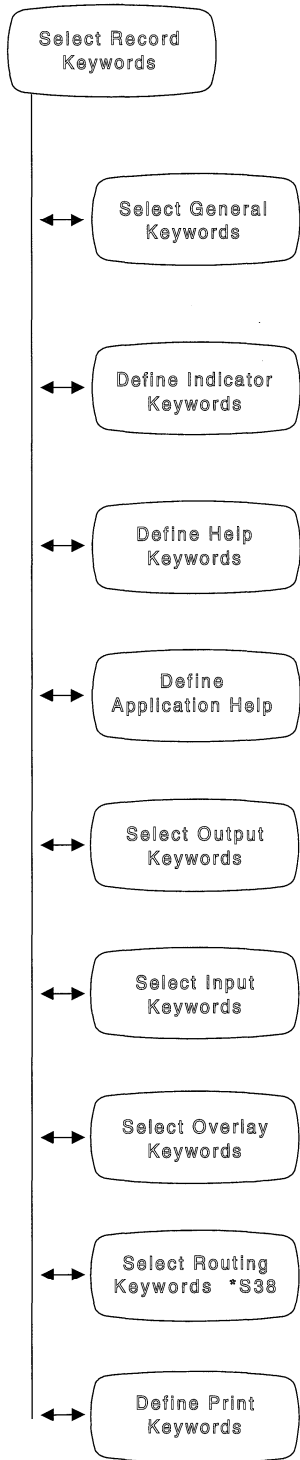 Select Record
Keywords
Select General
Keywords
Define Indicator
Keywords
Define Help
Keywords
Define
Application Help
Select Output
Keywords
Select Input
Keywords
Select Overlay
Keywords
Select Routing
Keywords *S38
Define Print
Keywords